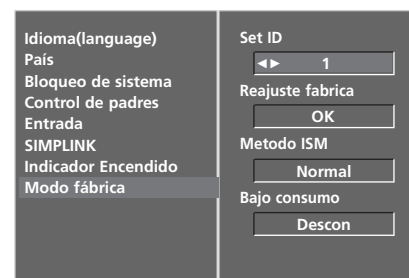 Idioma(language)
País
Bloqueo de sistema
Control de padres
Entrada
SIMPLINK
Indicador Encendido
Modo fábrica
Set ID
◄► 1
Reajuste fabrica
OK
Metodo ISM
Normal
Bajo consumo
Descon